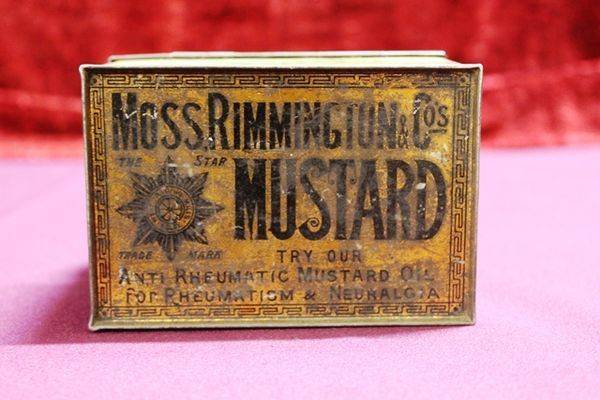 MOSS, RIMMINGTON & CO'S
THE STAR
MUSTARD
TRADE MARK
TRY OUR
ANTI RHEUMATIC MUSTARD OIL
FOR RHEUMATISM & NEURALGIA